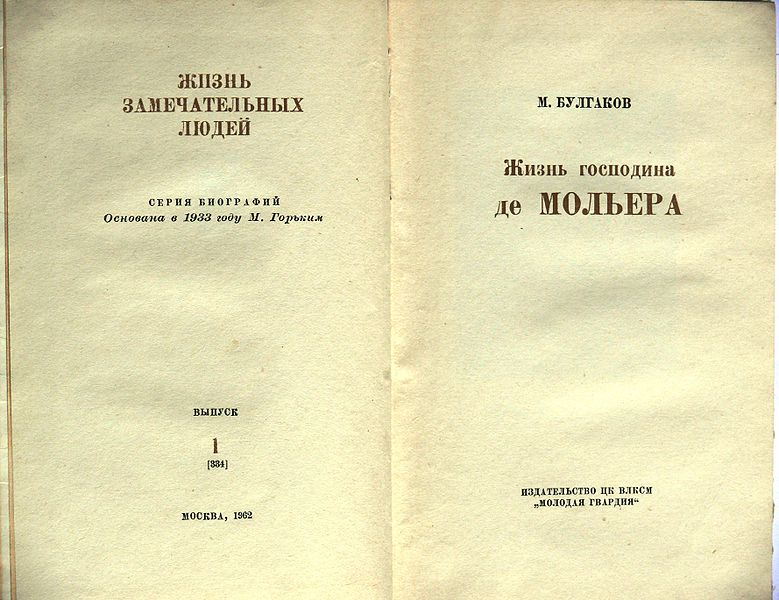 ЖИЗНЬ
ЗАМЕЧАТЕЛЬНЫХ
ЛЮДЕЙ
СЕРИЯ БИОГРАФИЙ
Основана в 1933 году М. Горьким
ВЫПУСК
1
[334]
МОСКВА, 1962
М. БУЛГАКОВ
Жизнь господина
де МОЛЬЕРА
ИЗДАТЕЛЬСТВО ЦК ВЛКСМ
„МОЛОДАЯ ГВАРДИЯ“